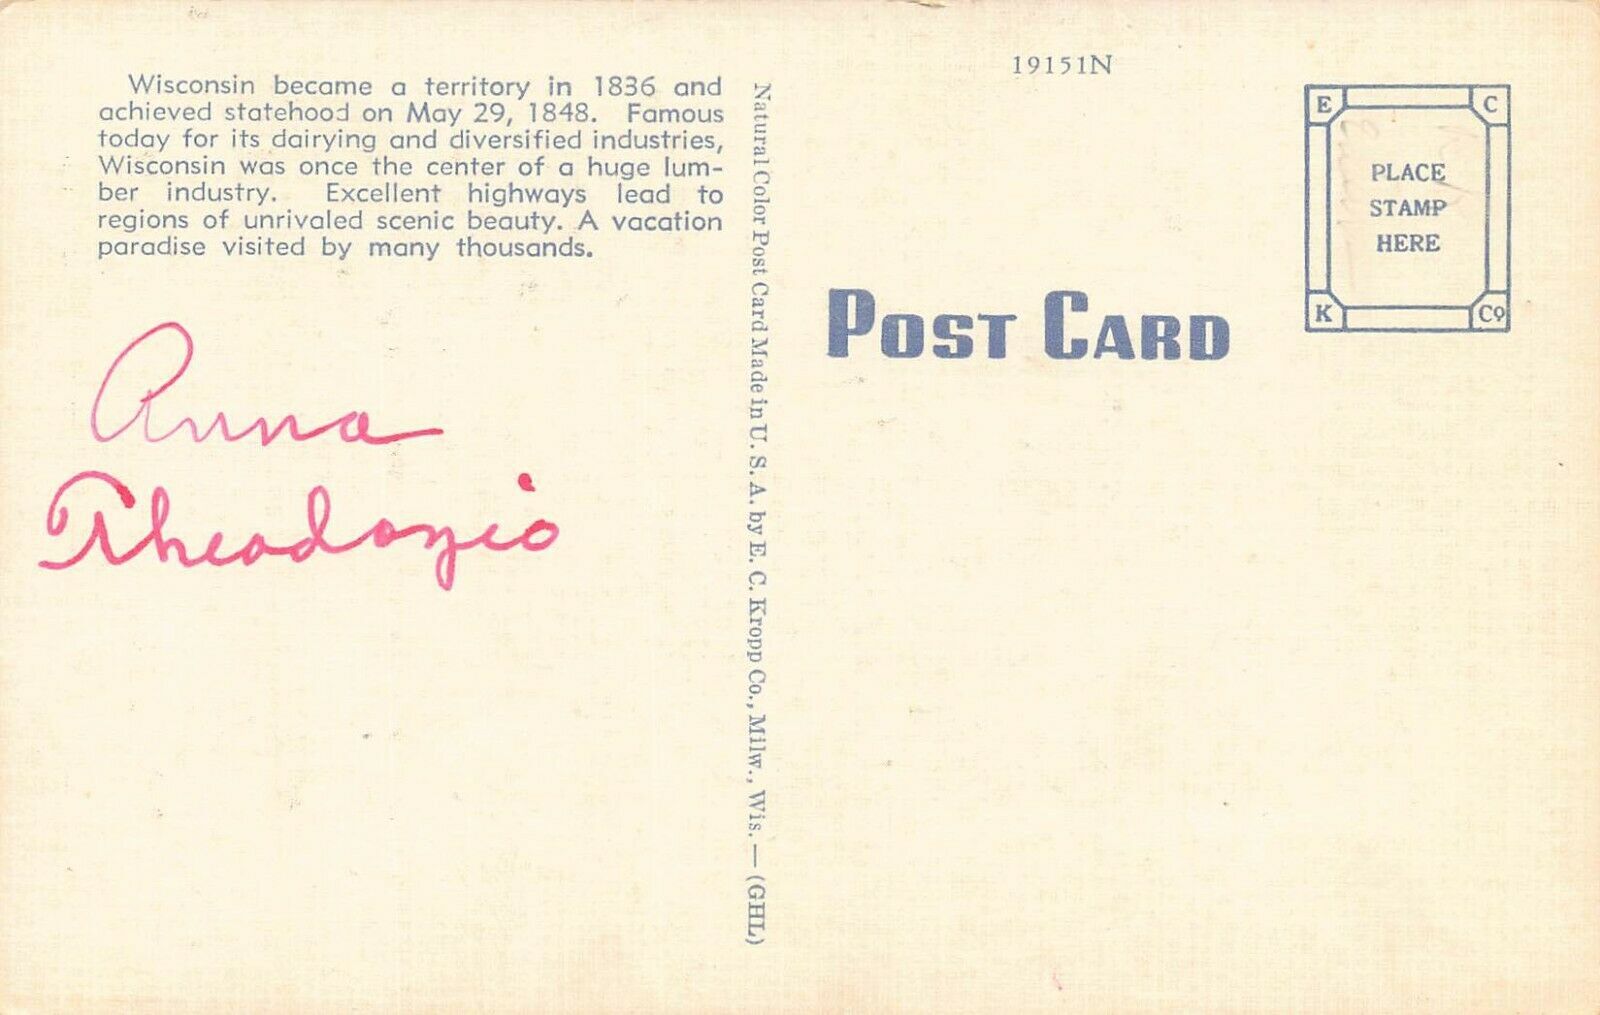 Wisconsin became a territory in 1836 and
achieved statehood on May 29, 1848. Famous
today for its dairying and diversified industries,
Wisconsin was once the center of a huge lum-
ber industry. Excellent highways lead to
regions of unrivaled scenic beauty. A vacation
paradise visited by many thousands.
Anna
Theodozio
Natural Color Post Card Made in U. S. A. by E. C. Kropp Co., Milw., Wis. — (GHL)
19151N
POST CARD
E C
PLACE
STAMP
HERE
K Co